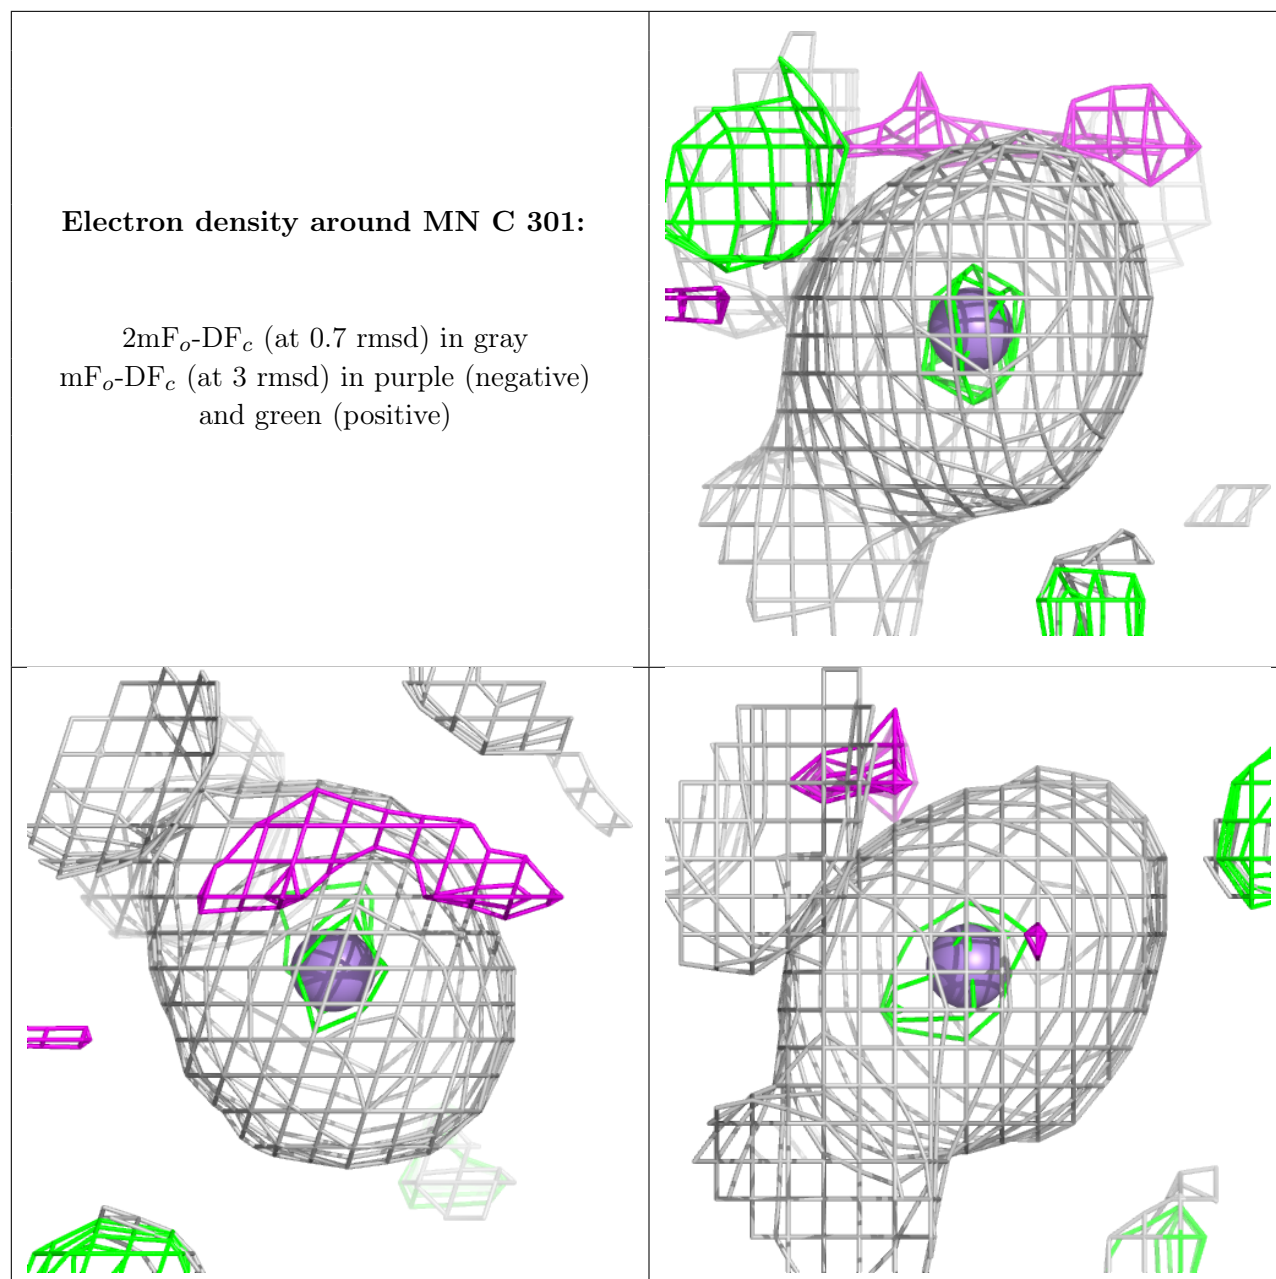 Electron density around MN C 301:
2mFo-DFc (at 0.7 rmsd) in gray
mFo-DFc (at 3 rmsd) in purple (negative)
and green (positive)